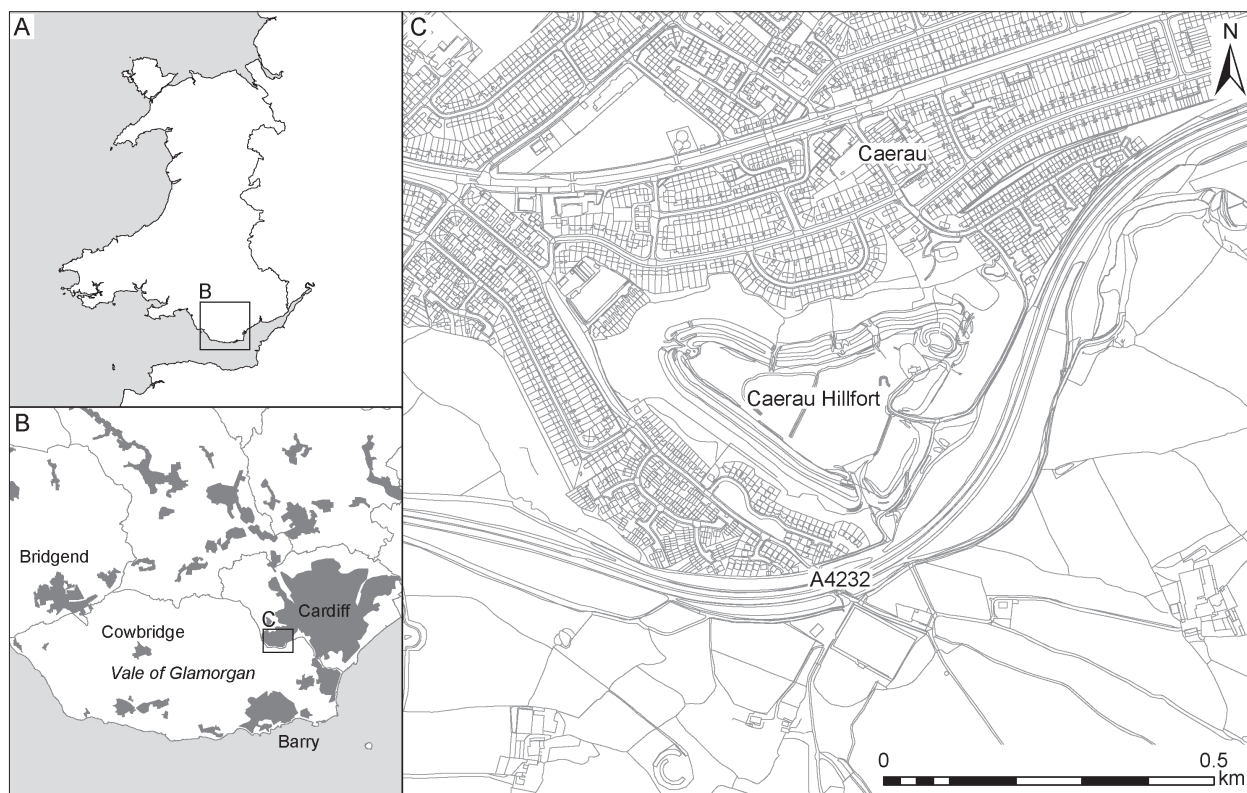 A
B
B
Bridgend
Cardiff
C
Cowbridge
Vale of Glamorgan
Barry
C
N
Caerau
Caerau Hillfort
A4232
0 0.5
km